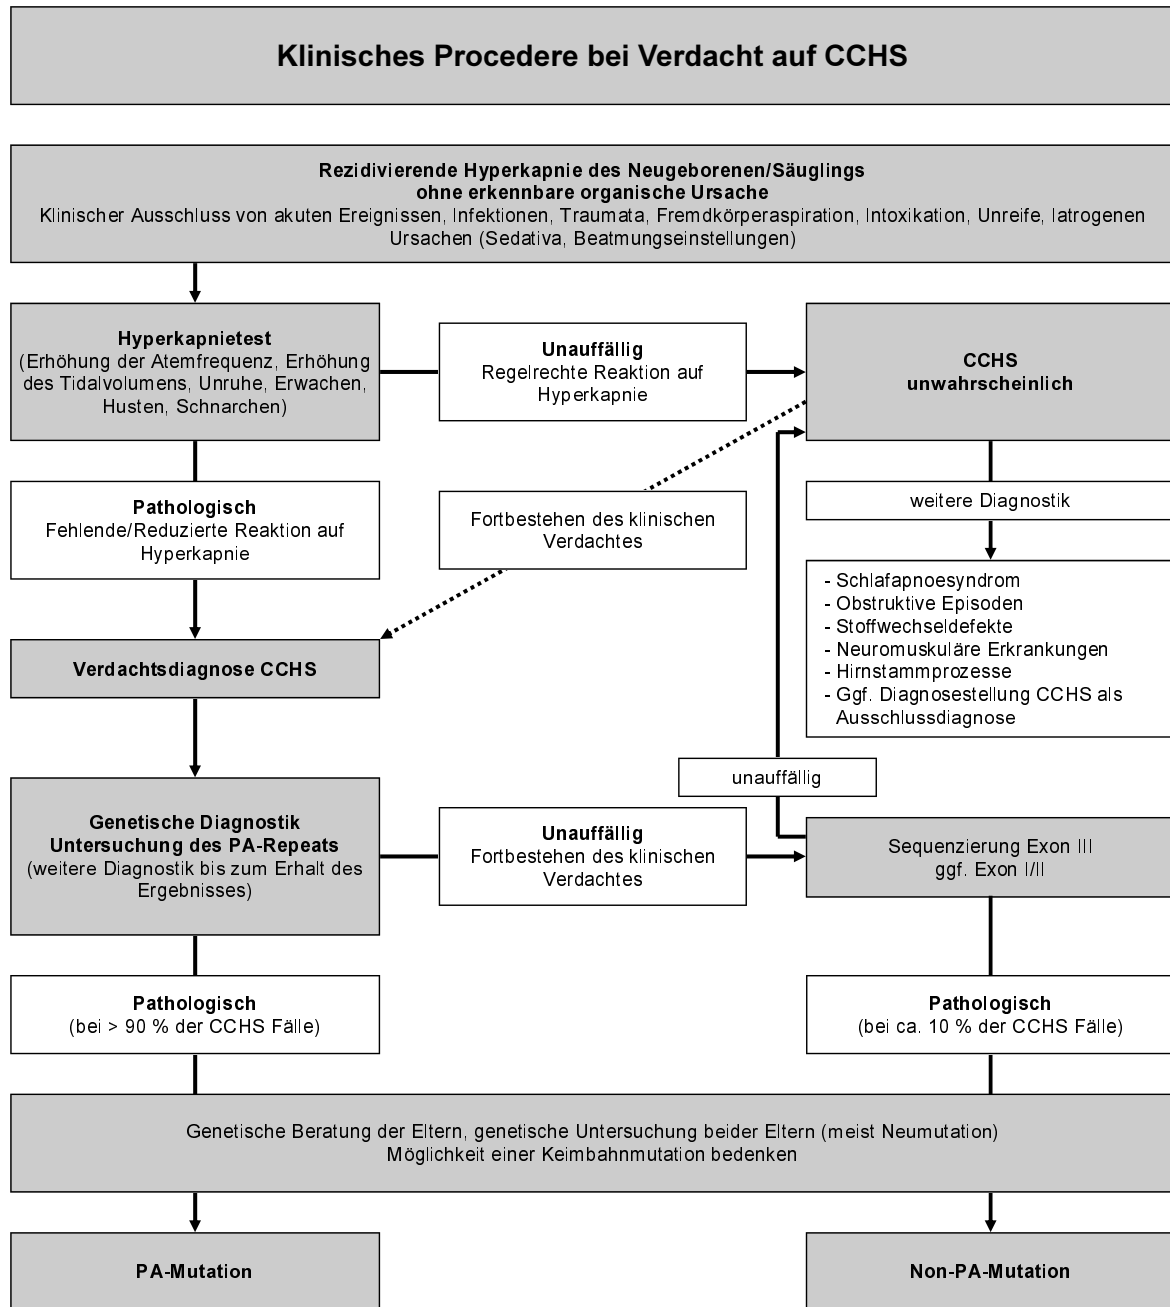 Klinisches Procedere bei Verdacht auf CCHS
Rezidivierende Hyperkapnie des Neugeborenen/Säuglings
ohne erkennbare organische Ursache
Klinischer Ausschluss von akuten Ereignissen, Infektionen, Traumata, Fremdkörperaspiration, Intoxikation, Unreife, Iatrogenen
Ursachen (Sedativa, Beatmungseinstellungen)
Hyperkapnietest
(Erhöhung der Atemfrequenz, Erhöhung
des Tidalvolumens, Unruhe, Erwachen,
Husten, Schnarchen)
Unauffällig
Regelrechte Reaktion auf
Hyperkapnie
CCHS
unwahrscheinlich
Pathologisch
Fehlende/Reduzierte Reaktion auf
Hyperkapnie
Fortbestehen des klinischen
Verdachtes
weitere Diagnostik
- Schlafapnoesyndrom
- Obstruktive Episoden
- Stoffwechseldefekte
- Neuromuskuläre Erkrankungen
- Hirnstammprozesse
- Ggf. Diagnosestellung CCHS als
Ausschlussdiagnose
Verdachtsdiagnose CCHS
unauffällig
Genetische Diagnostik
Untersuchung des PA-Repeats
(weitere Diagnostik bis zum Erhalt des
Ergebnisses)
Unauffällig
Fortbestehen des klinischen
Verdachtes
Sequenzierung Exon III
ggf. Exon I/II
Pathologisch
(bei > 90 % der CCHS Fälle)
Pathologisch
(bei ca. 10 % der CCHS Fälle)
Genetische Beratung der Eltern, genetische Untersuchung beider Eltern (meist Neumutation)
Möglichkeit einer Keimbahnmutation bedenken
PA-Mutation
Non-PA-Mutation